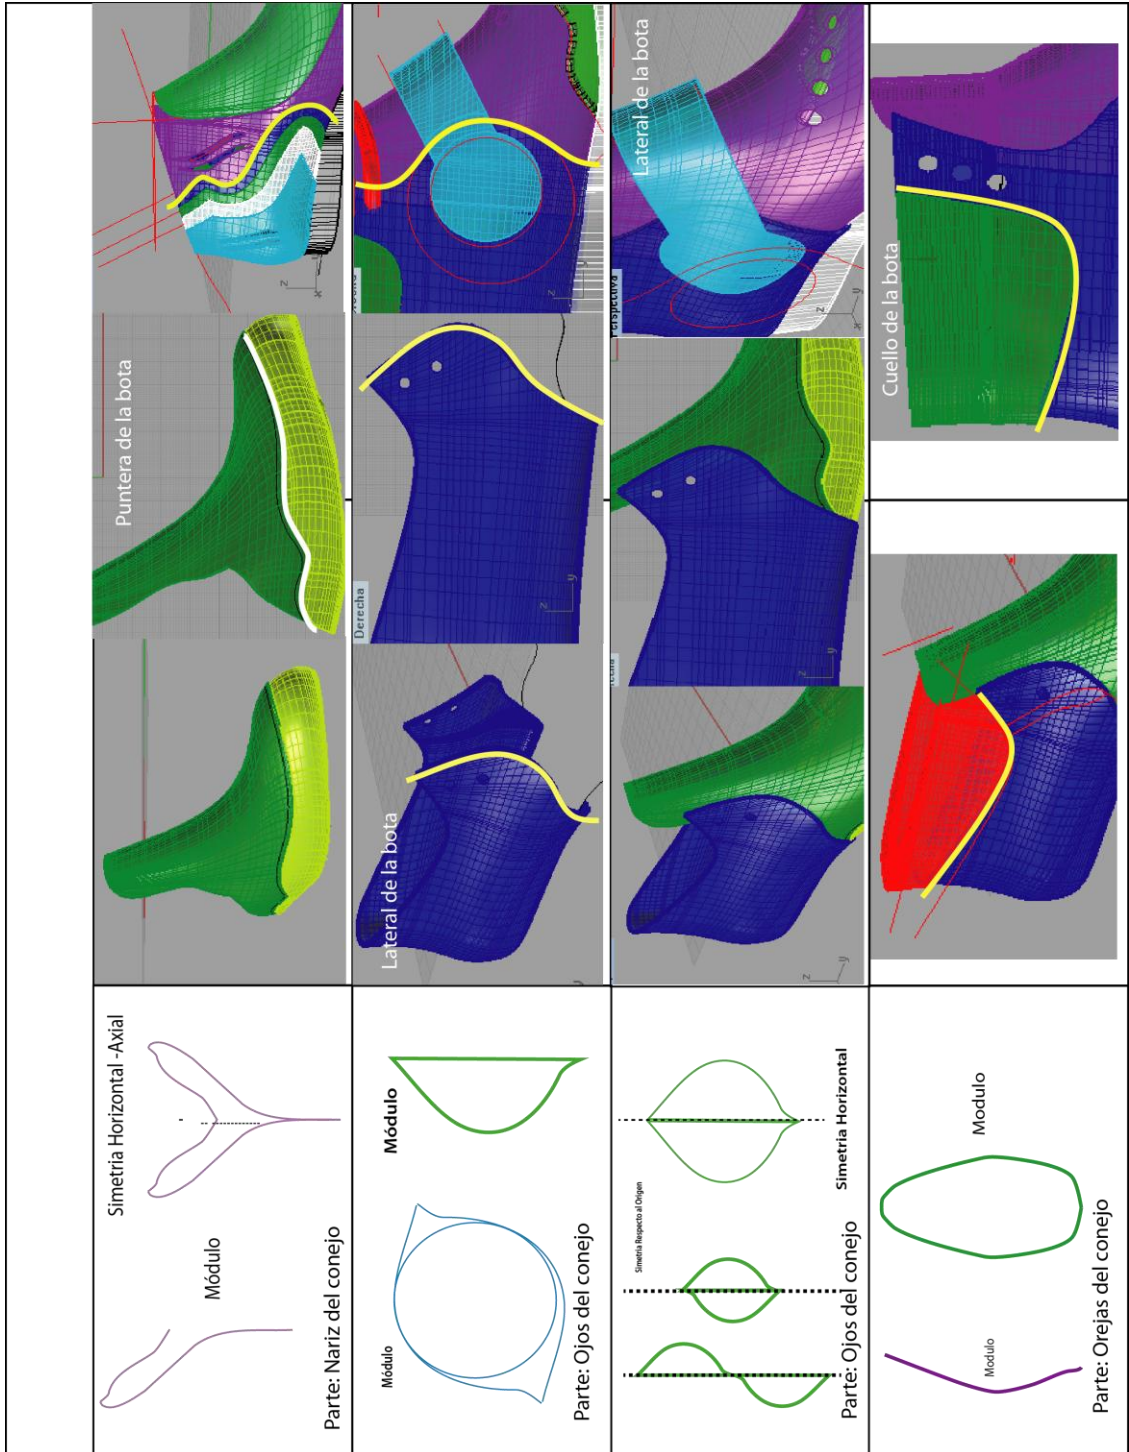 Simetria Horizontal -Axial
Módulo
Parte: Nariz del conejo
Puntera de la bota
Módulo
Módulo
Parte: Ojos del conejo
Lateral de la bota
Derecha
z
y
z
x
Simetria Respecto al Origen
Simetria Horizontal
Parte: Ojos del conejo
Lateral de la bota
Perspectiva
z
y
x
z
y
z
y
Modulo
Modulo
Parte: Orejas del conejo
Cuello de la bota